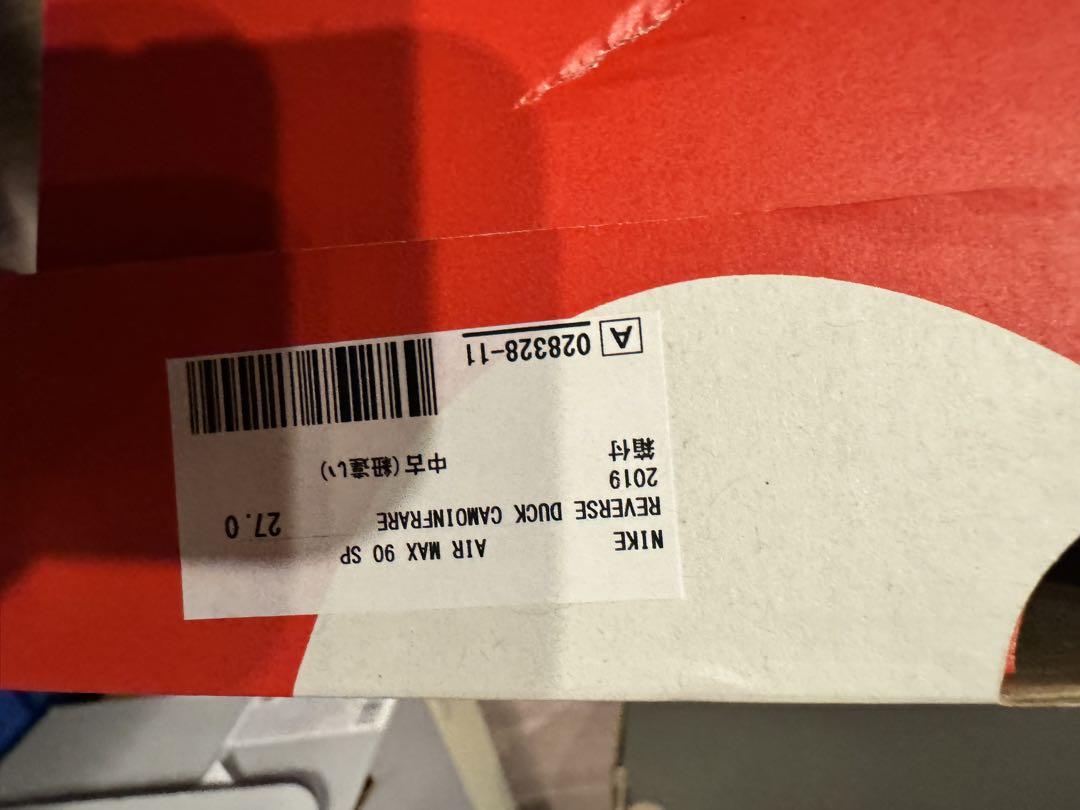 NIKE AIR MAX 90 SP
REVERSE DUCK CAMOINFRARE 27.0
2019
箱付 中古(紐違い)
A 028328-11